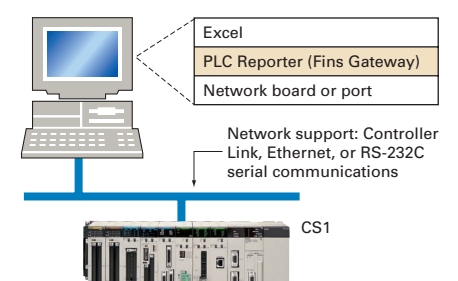 Excel
PLC Reporter (Fins Gateway)
Network board or port
Network support: Controller
Link, Ethernet, or RS-232C
serial communications
CS1